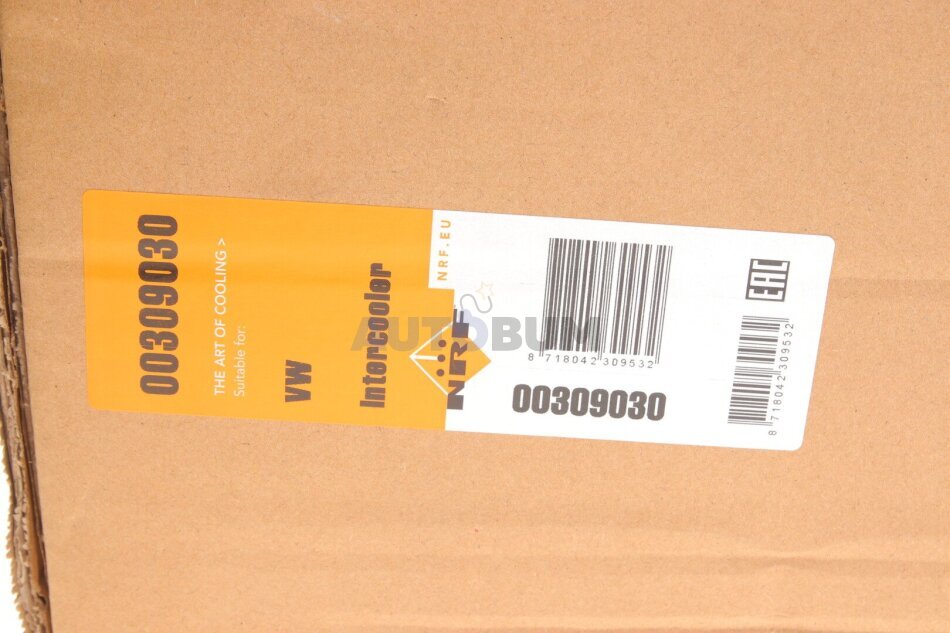 00309030
THE ART OF COOLING >
Suitable for:
VW
Intercooler
NRF.EU
NRF
AUTOBUM
8 718042 309532
00309030
EAC
8 718042 309532